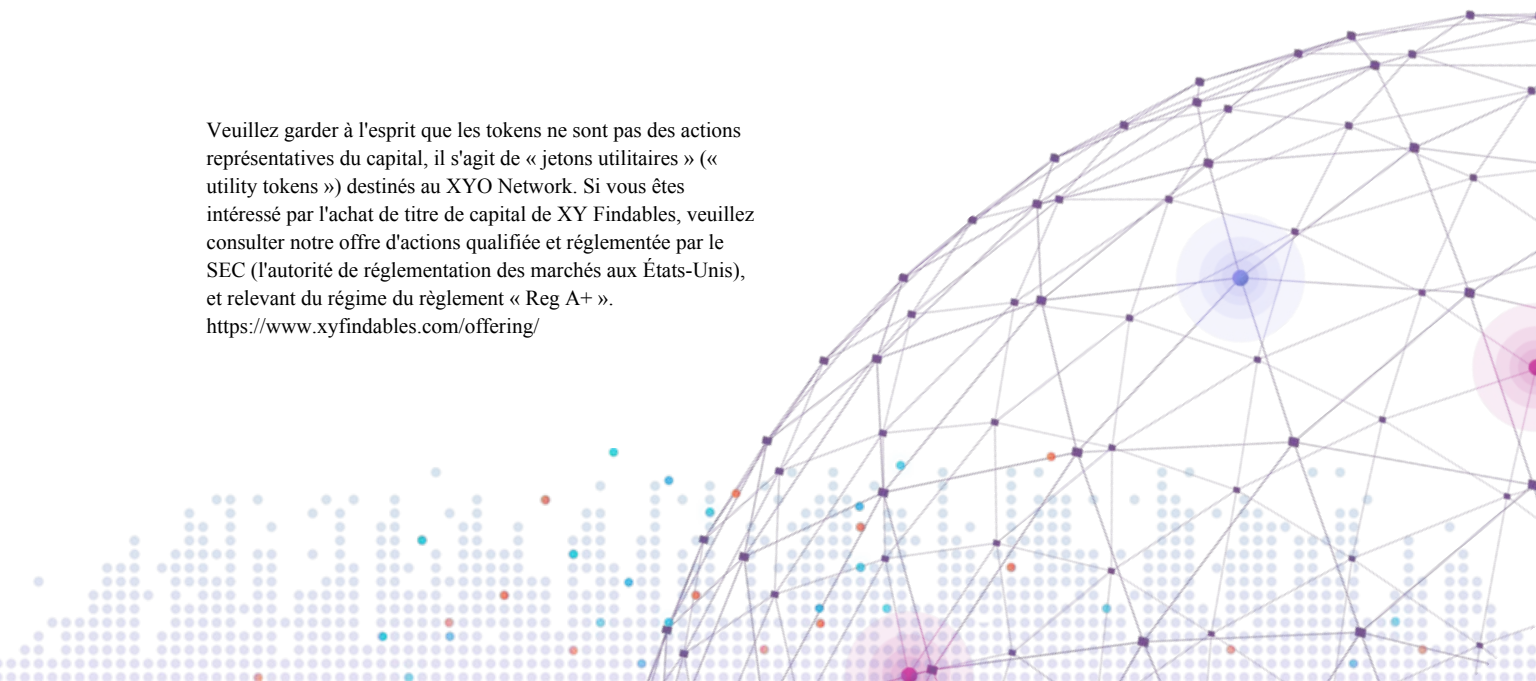 Veuillez garder à l'esprit que les tokens ne sont pas des actions
représentatives du capital, il s'agit de « jetons utilitaires » («
utility tokens ») destinés au XYO Network. Si vous êtes
intéressé par l'achat de titre de capital de XY Findables, veuillez
consulter notre offre d'actions qualifiée et réglementée par le
SEC (l'autorité de réglementation des marchés aux États-Unis),
et relevant du régime du règlement « Reg A+ ».
https://www.xyfindables.com/offering/